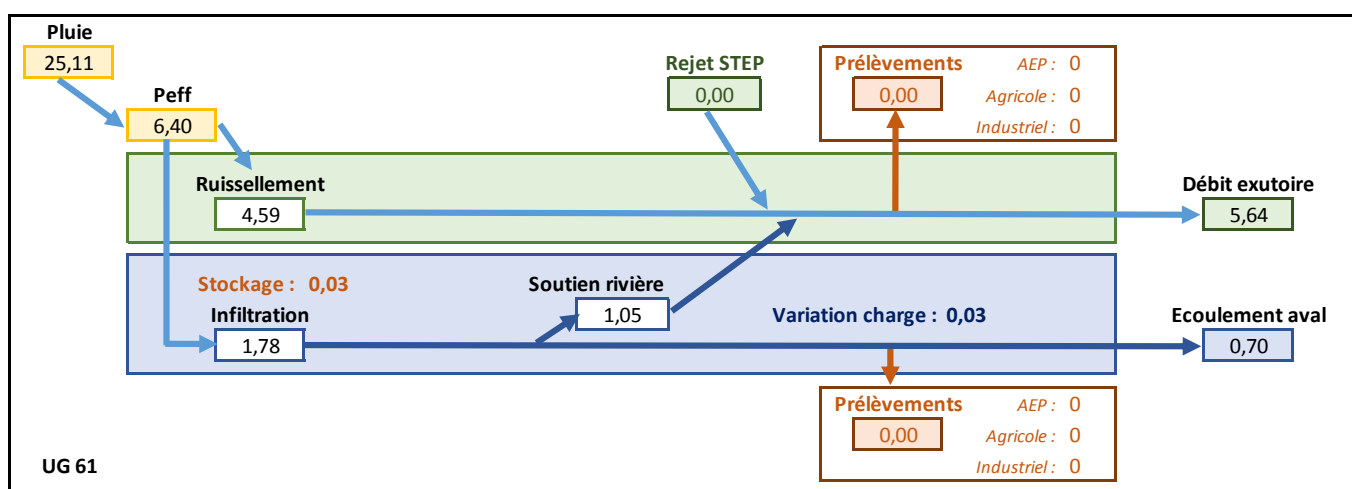 Pluie
25,11
Peff
6,40
Rejet STEP
0,00
Prélèvements
0,00
AEP : 0
Agricole : 0
Industriel : 0
Ruissellement
4,59
Débit exutoire
5,64
Stockage : 0,03
Infiltration
1,78
Soutien rivière
1,05
Variation charge : 0,03
Ecoulement aval
0,70
Prélèvements
0,00
AEP : 0
Agricole : 0
Industriel : 0
UG 61